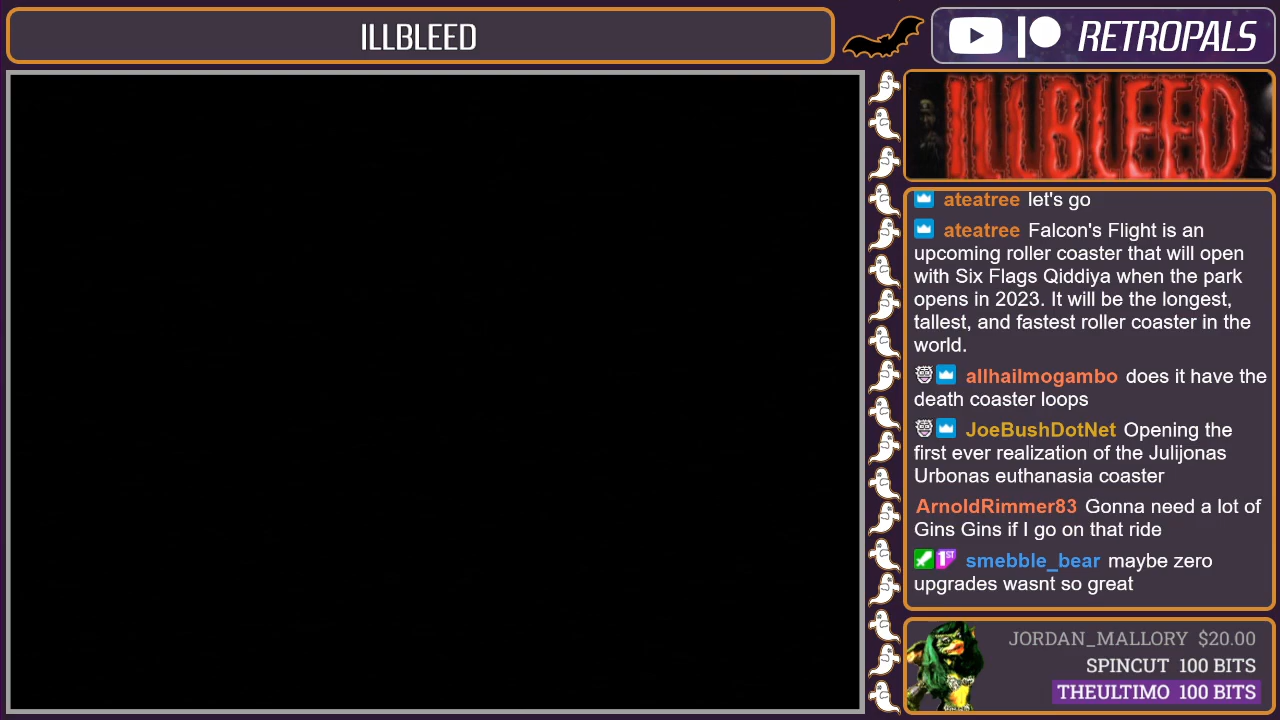 ILLBLEED
RETROPALS
ILLBLEED
ateatree let's go
ateatree Falcon's Flight is an
upcoming roller coaster that will open
with Six Flags Qiddiya when the park
opens in 2023. It will be the longest,
tallest, and fastest roller coaster in the
world.
allhailmogambo does it have the
death coaster loops
JoeBushDotNet Opening the
first ever realization of the Julijonas
Urbonas euthanasia coaster
ArnoldRimmer83 Gonna need a lot of
Gins Gins if I go on that ride
1ST smebble_bear maybe zero
upgrades wasnt so great
JORDAN_MALLORY $20.00
SPINCUT 100 BITS
THEULTIMO 100 BITS